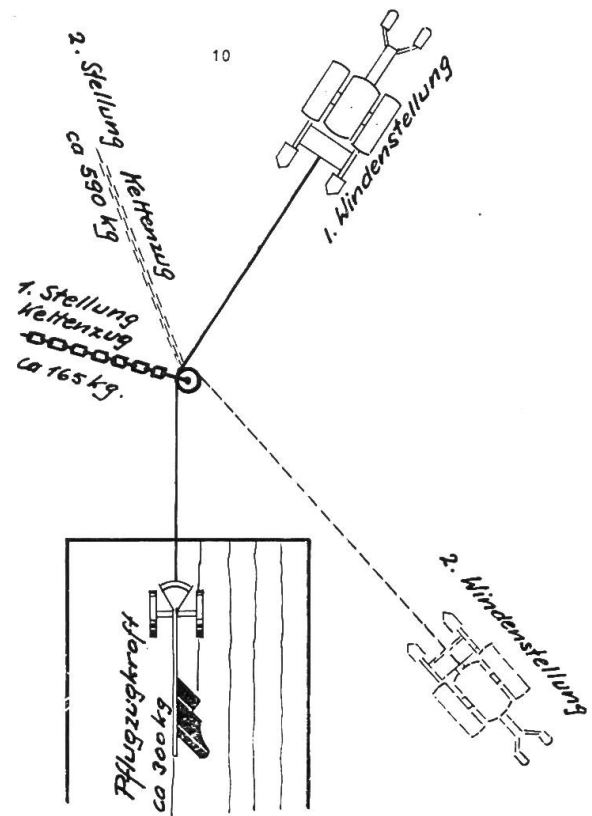 10
2. Stellung
Kettenzug
ca 590 kg
1. Windenstellung
1. Stellung
Kettenzug
ca 165 kg.
2. Windenstellung
Pflugzugkraft
ca 300 kg